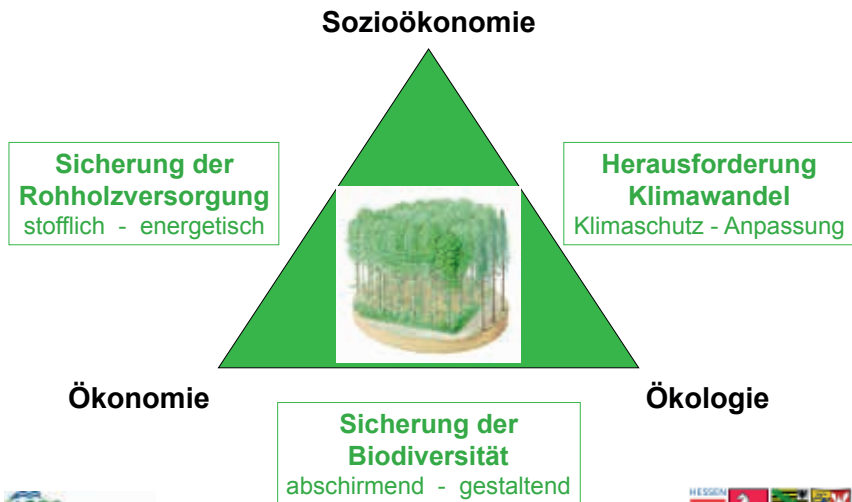 Sozioökonomie
Sicherung der
Rohholzversorgung
stofflich - energetisch
Herausforderung
Klimawandel
Klimaschutz - Anpassung
Ökonomie
Ökologie
Sicherung der
Biodiversität
abschirmend - gestaltend
HESSEN